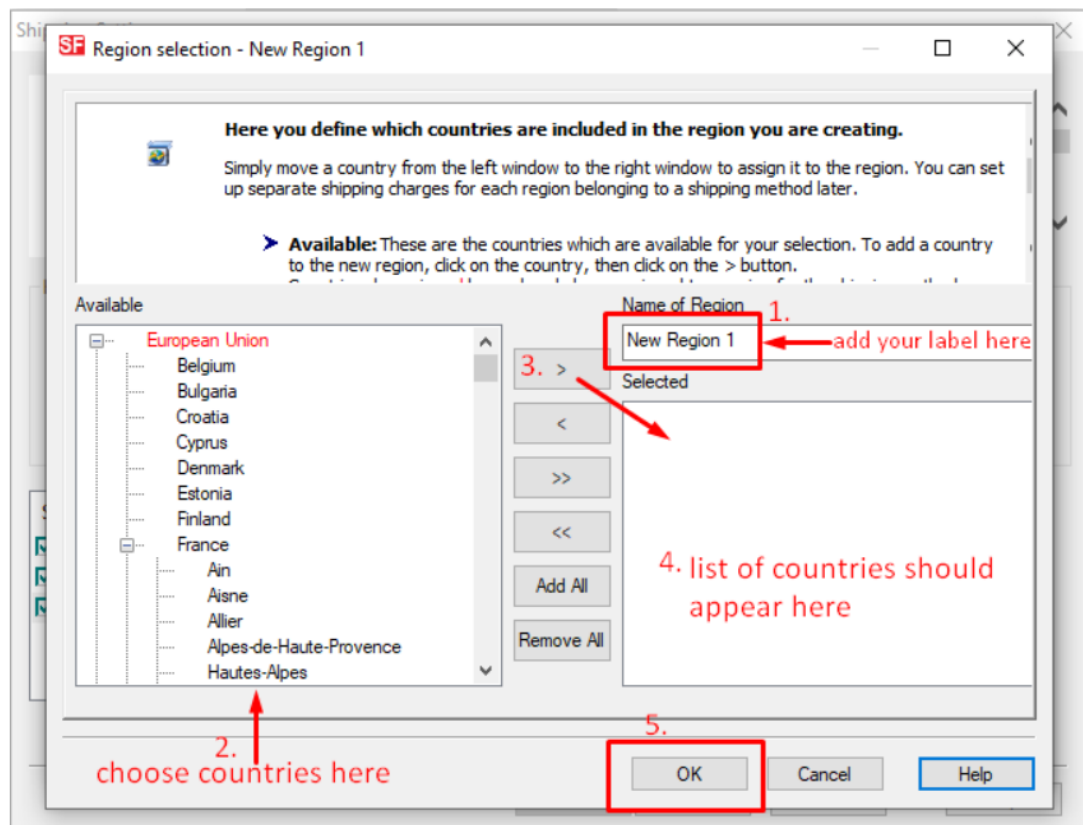 Shi
SF Region selection - New Region 1
Here you define which countries are included in the region you are creating.
Simply move a country from the left window to the right window to assign it to the region. You can set
up separate shipping charges for each region belonging to a shipping method later.
Available: These are the countries which are available for your selection. To add a country
to the new region, click on the country, then click on the > button.
Available
Name of Region
1.
European Union
New Region 1
add your label here
Belgium
3. >
Selected
Bulgaria
Croatia
<
Cyprus
Denmark
>>
Estonia
Finland
<<
France
Ain
4. list of countries should
appear here
Aisne
Add All
Allier
Alpes-de-Haute-Provence
Remove All
Hautes-Alpes
2.
choose countries here
5.
OK
Cancel
Help